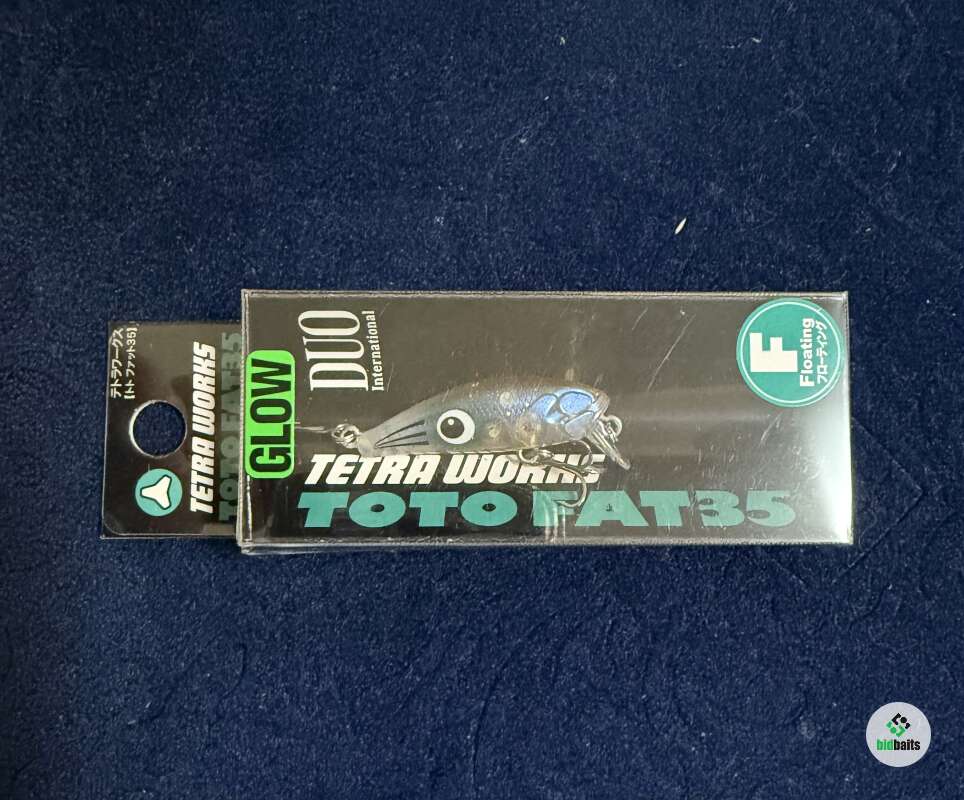 テトラワークス
【トト ファット35】
TETRA WORKS
TOTO FAT35
GLOW
DUO
International
TETRA WORKS
TOTO FAT35
F
Floating
フローティング
bidbaits